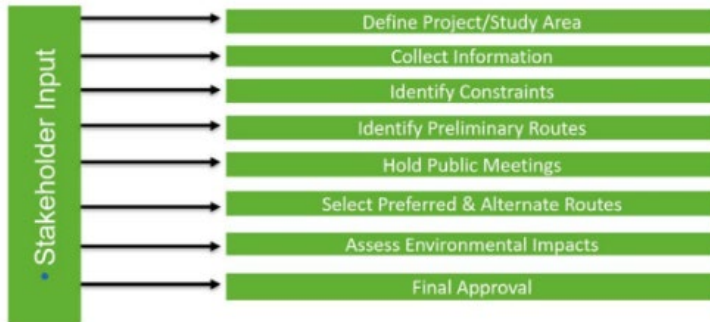 • Stakeholder Input
Define Project/Study Area
Collect Information
Identify Constraints
Identify Preliminary Routes
Hold Public Meetings
Select Preferred & Alternate Routes
Assess Environmental Impacts
Final Approval